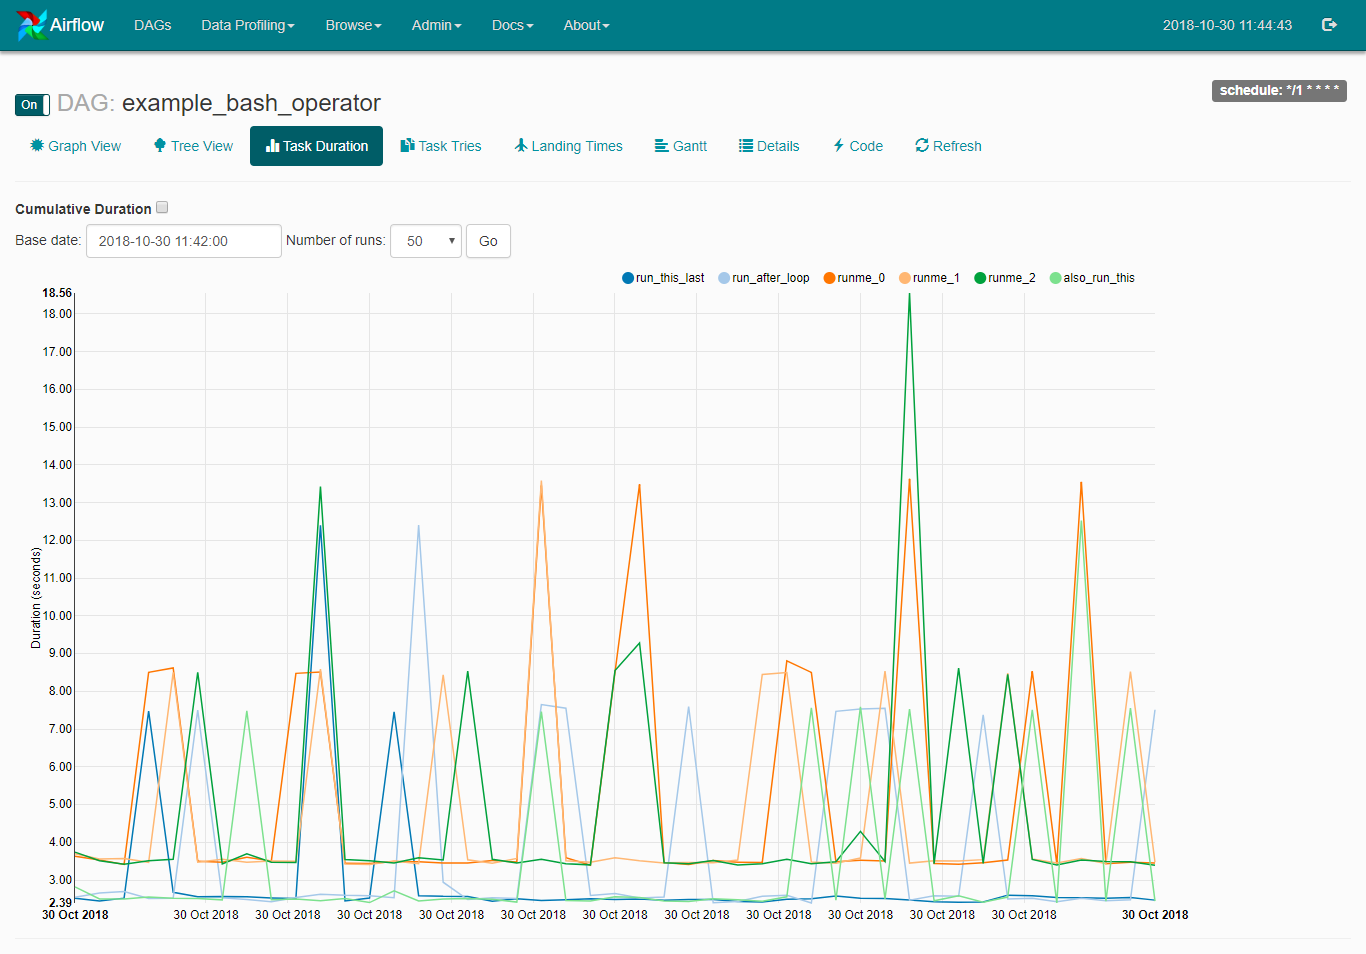 Airflow DAGs Data Profiling Browse Admin Docs About 2018-10-30 11:44:43
schedule: */1 * * * *
On DAG: example_bash_operator
Graph View Tree View Task Duration Task Tries Landing Times Gantt Details Code Refresh
Cumulative Duration
Base date: 2018-10-30 11:42:00 Number of runs: 50 Go
run_this_last run_after_loop runme_0 runme_1 runme_2 also_run_this
18.56
18.00
17.00
16.00
15.00
14.00
13.00
12.00
11.00
10.00
9.00
8.00
7.00
6.00
5.00
4.00
3.00
2.39
Duration (seconds)
30 Oct 2018 30 Oct 2018 30 Oct 2018 30 Oct 2018 30 Oct 2018 30 Oct 2018 30 Oct 2018 30 Oct 2018 30 Oct 2018 30 Oct 2018 30 Oct 2018 30 Oct 2018 30 Oct 2018